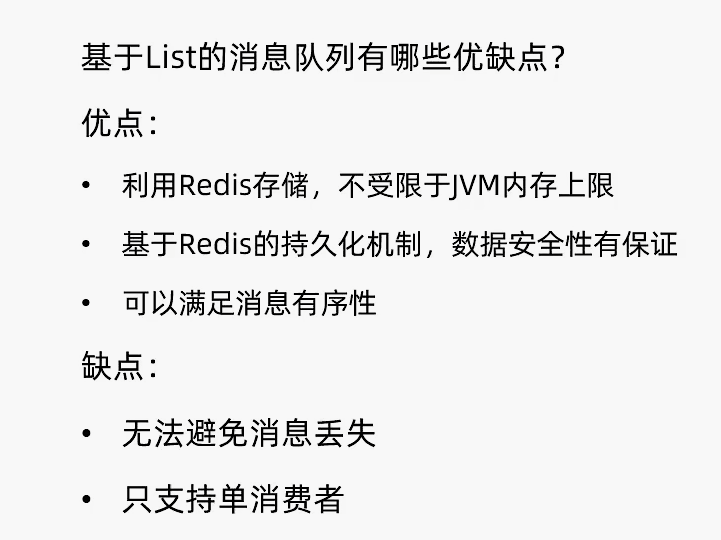 基于List的消息队列有哪些优缺点？
优点：
• 利用Redis存储，不受限于JVM内存上限
• 基于Redis的持久化机制，数据安全性有保证
• 可以满足消息有序性
缺点：
• 无法避免消息丢失
• 只支持单消费者